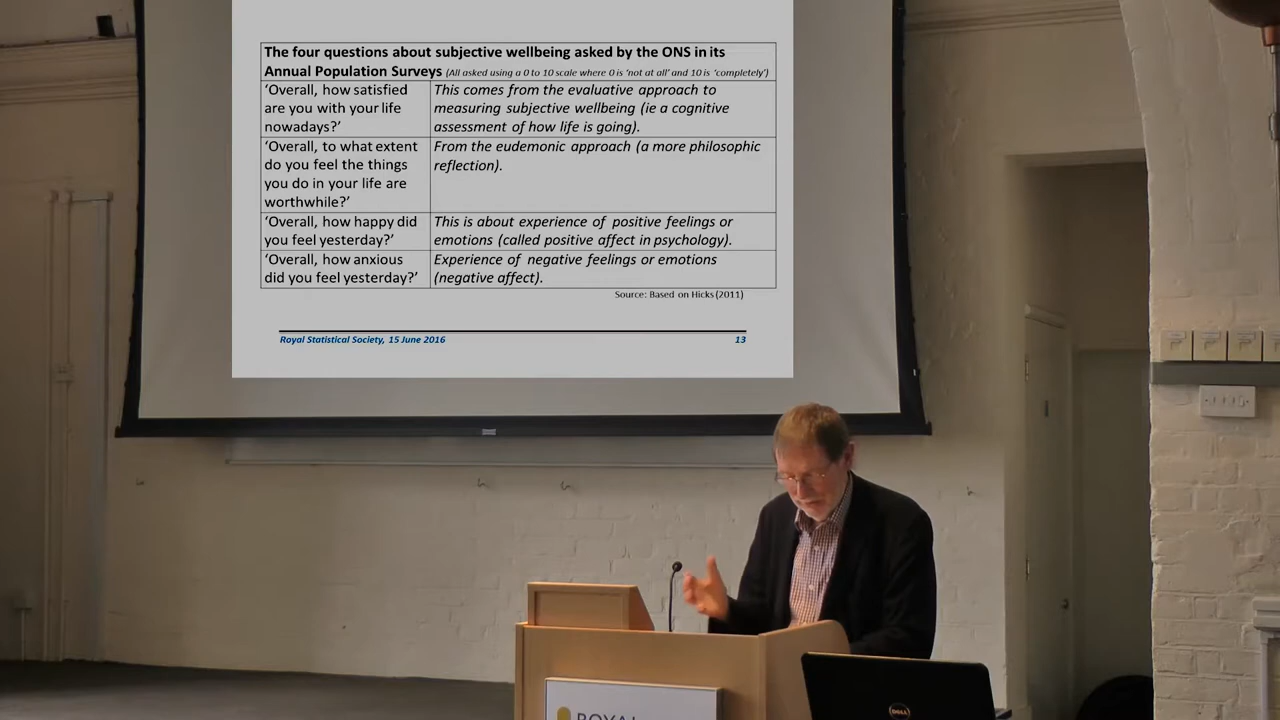 The four questions about subjective wellbeing asked by the ONS in its
Annual Population Surveys (All asked using a 0 to 10 scale where 0 is ‘not at all’ and 10 is ‘completely’)
‘Overall, how satisfied
are you with your life
nowadays?’
This comes from the evaluative approach to
measuring subjective wellbeing (ie a cognitive
assessment of how life is going).
‘Overall, to what extent
do you feel the things
you do in your life are
worthwhile?’
From the eudemonic approach (a more philosophic
reflection).
‘Overall, how happy did
you feel yesterday?’
This is about experience of positive feelings or
emotions (called positive affect in psychology).
‘Overall, how anxious
did you feel yesterday?’
Experience of negative feelings or emotions
(negative affect).
Source: Based on Hicks (2011)
Royal Statistical Society, 15 June 2016 13
ROYAL
DELL